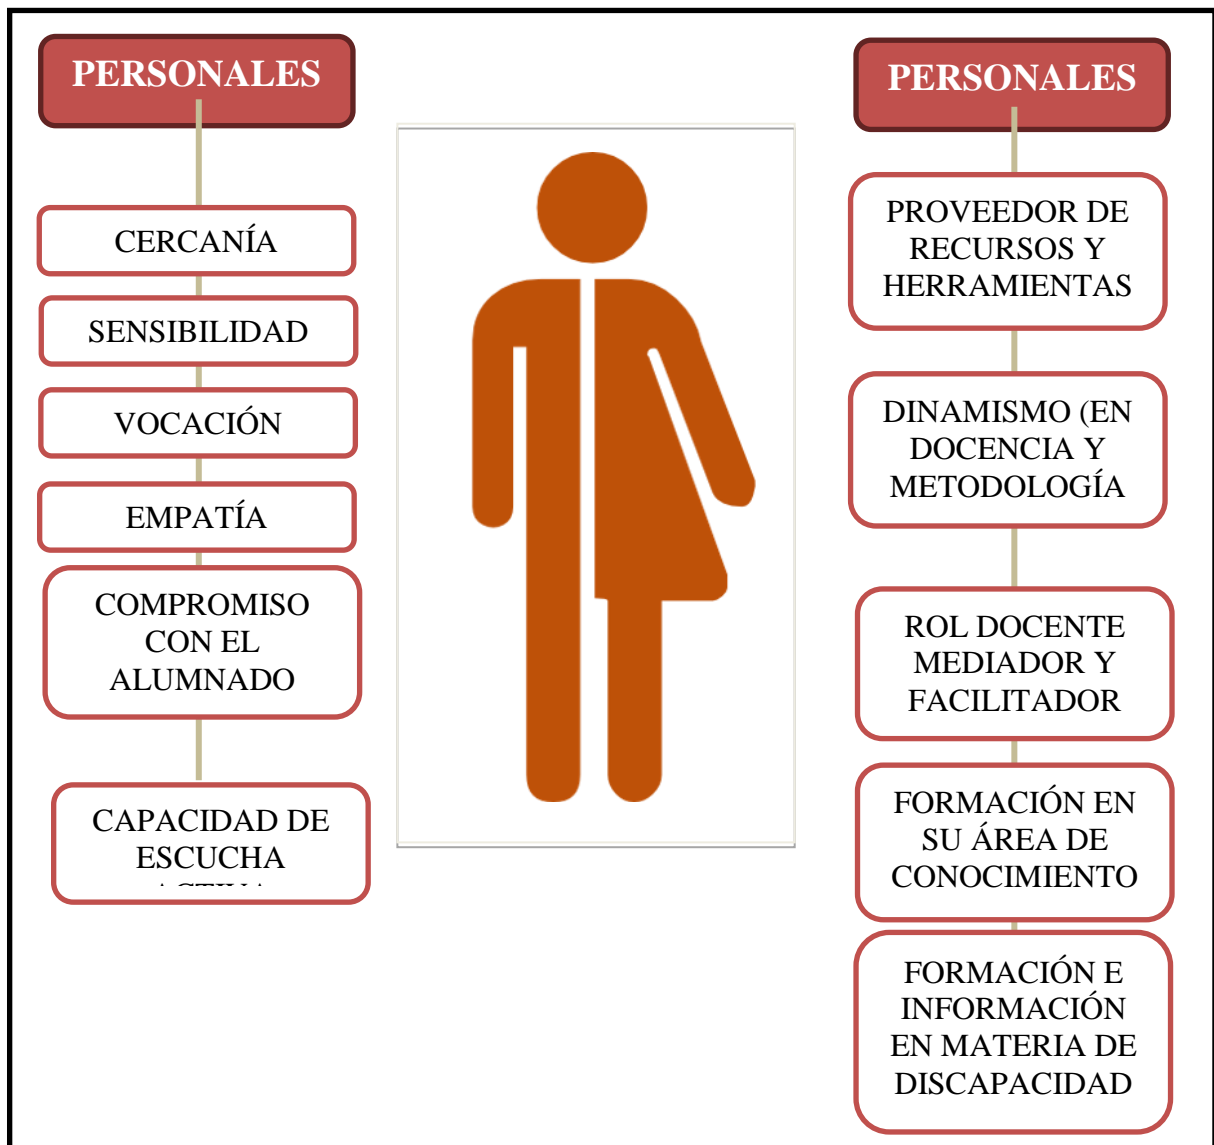 PERSONALES
CERCANÍA
SENSIBILIDAD
VOCACIÓN
EMPATÍA
COMPROMISO
CON EL
ALUMNADO
CAPACIDAD DE
ESCUCHA
PERSONALES
PROVEEDOR DE
RECURSOS Y
HERRAMIENTAS
DINAMISMO (EN
DOCENCIA Y
METODOLOGÍA
ROL DOCENTE
MEDIADOR Y
FACILITADOR
FORMACIÓN EN
SU ÁREA DE
CONOCIMIENTO
FORMACIÓN E
INFORMACIÓN
EN MATERIA DE
DISCAPACIDAD